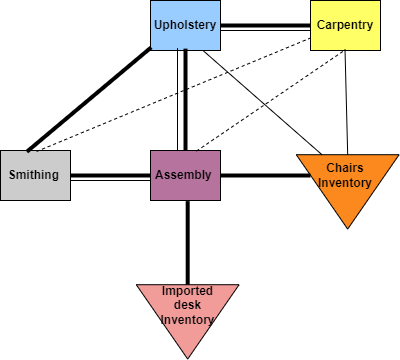 Upholstery
Carpentry
Smithing
Assembly
Chairs
Inventory
Imported
desk
Inventory